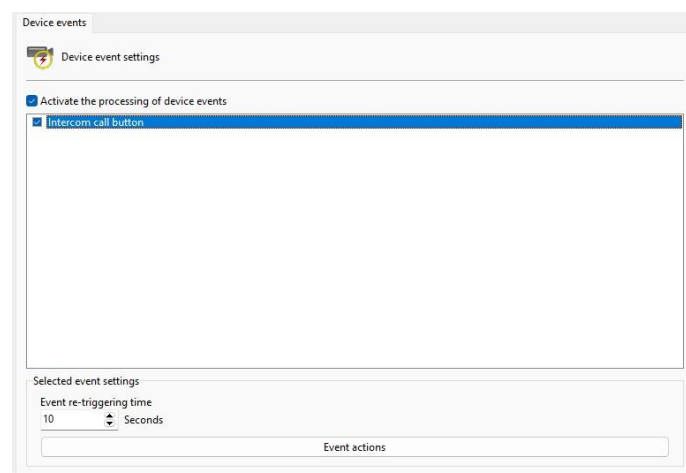 Device events
Device event settings
Activate the processing of device events
Intercom call button
Selected event settings
Event re-triggering time
10 Seconds
Event actions